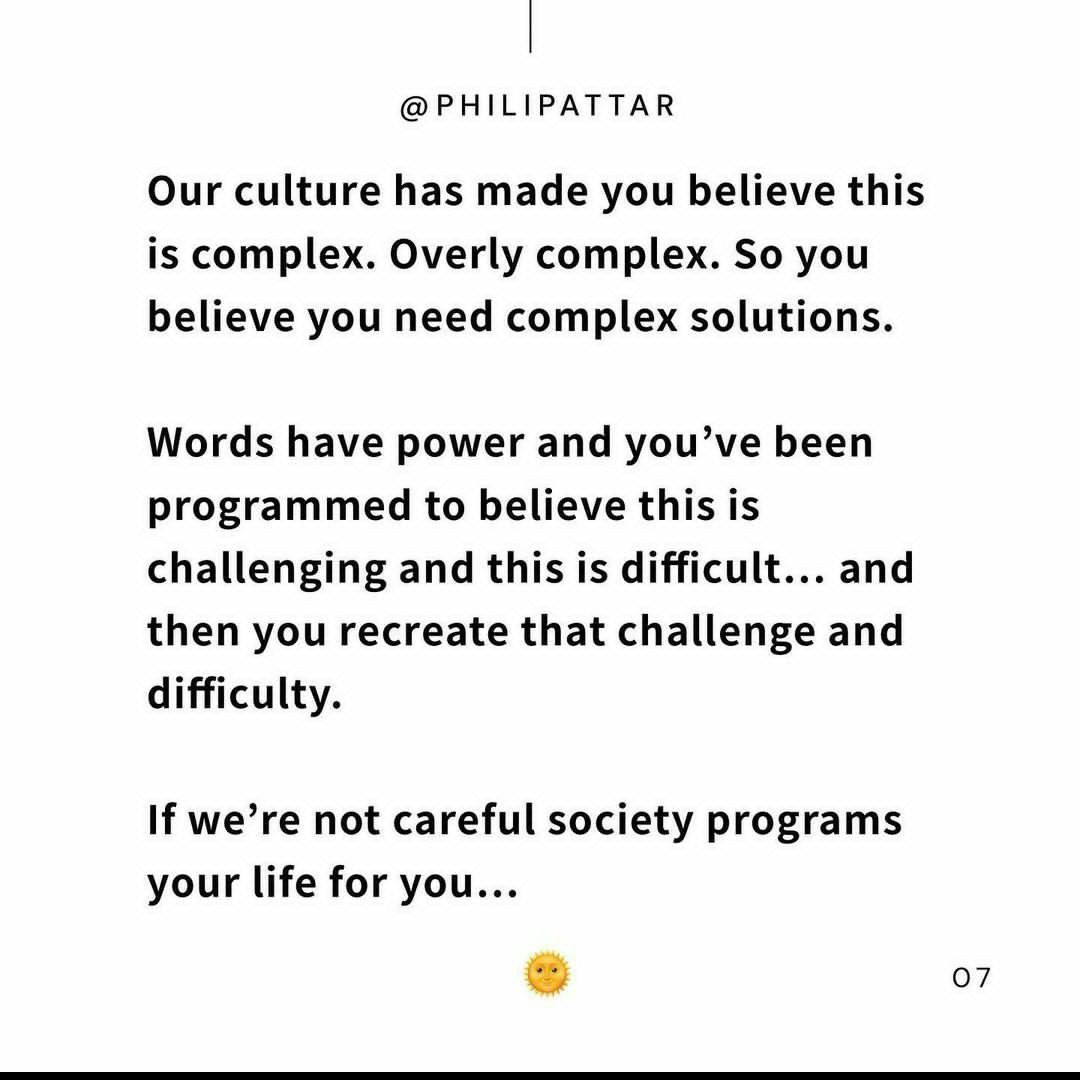 @PHILIPATTAR
Our culture has made you believe this
is complex. Overly complex. So you
believe you need complex solutions.
Words have power and you’ve been
programmed to believe this is
challenging and this is difficult... and
then you recreate that challenge and
difficulty.
If we’re not careful society programs
your life for you...
07